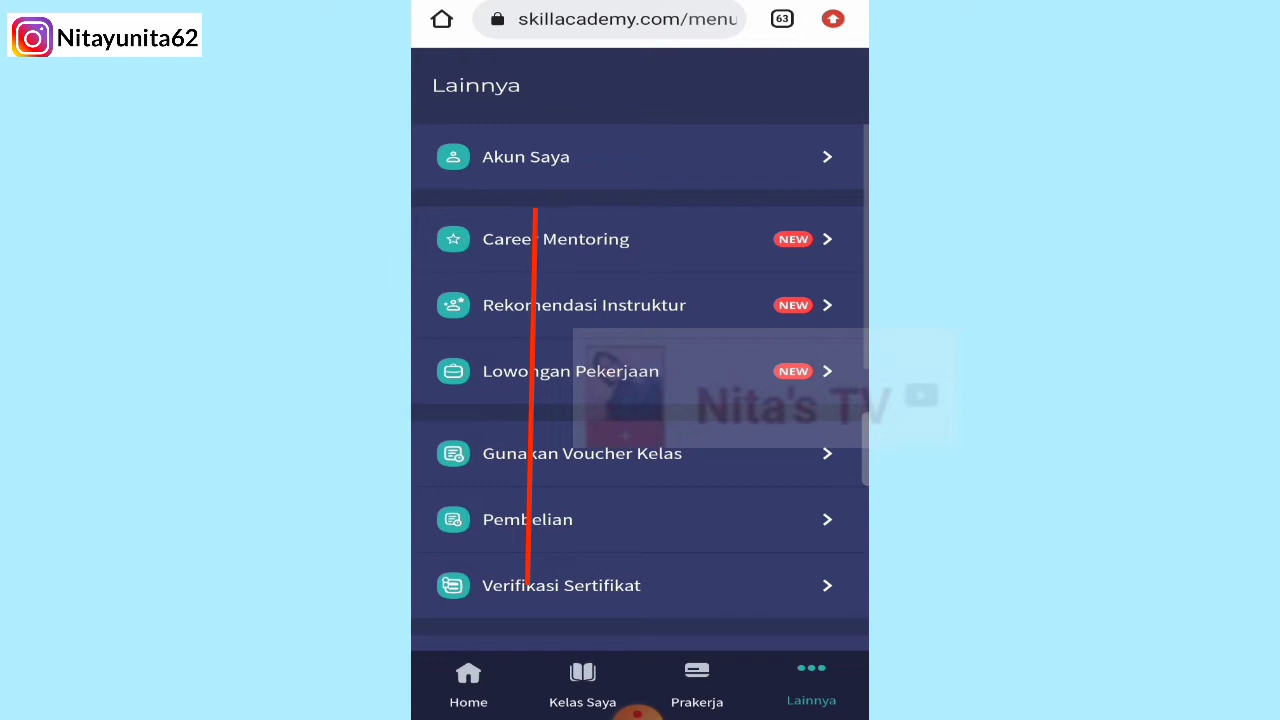 Nitayunita62
skillacademy.com/menu
63
Lainnya
Akun Saya
Career Mentoring NEW
Rekomendasi Instruktur NEW
Lowongan Pekerjaan NEW
Nita's TV
Gunakan Voucher Kelas
Pembelian
Verifikasi Sertifikat
Home Kelas Saya Prakerja Lainnya